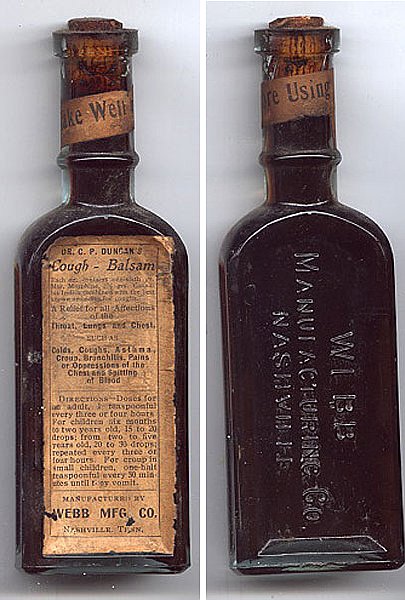 ake Well
DR. C. P. DUNCAN'S
Cough - Balsam
A Relief for all Affections
of the
Throat, Lungs and Chest,
SUCH AS
Colds, Coughs, Asthma,
Croup, Bronchitis, Pains
or Oppressions of the
Chest and Spitting
of Blood
DIRECTIONS—Doses for
an adult, 1 teaspoonful
every three or four hours.
For children six months
to two years old, 15 to 20
drops; from two to five
years old, 20 to 30 drops;
repeated every three or
four hours. For croup in
small children, one-half
teaspoonful every 30 min-
utes until they vomit.
MANUFACTURED BY
WEBB MFG. CO.
NASHVILLE, TENN.
re Using
WEBB
MANUFACTURING Co.
NASHVILLE